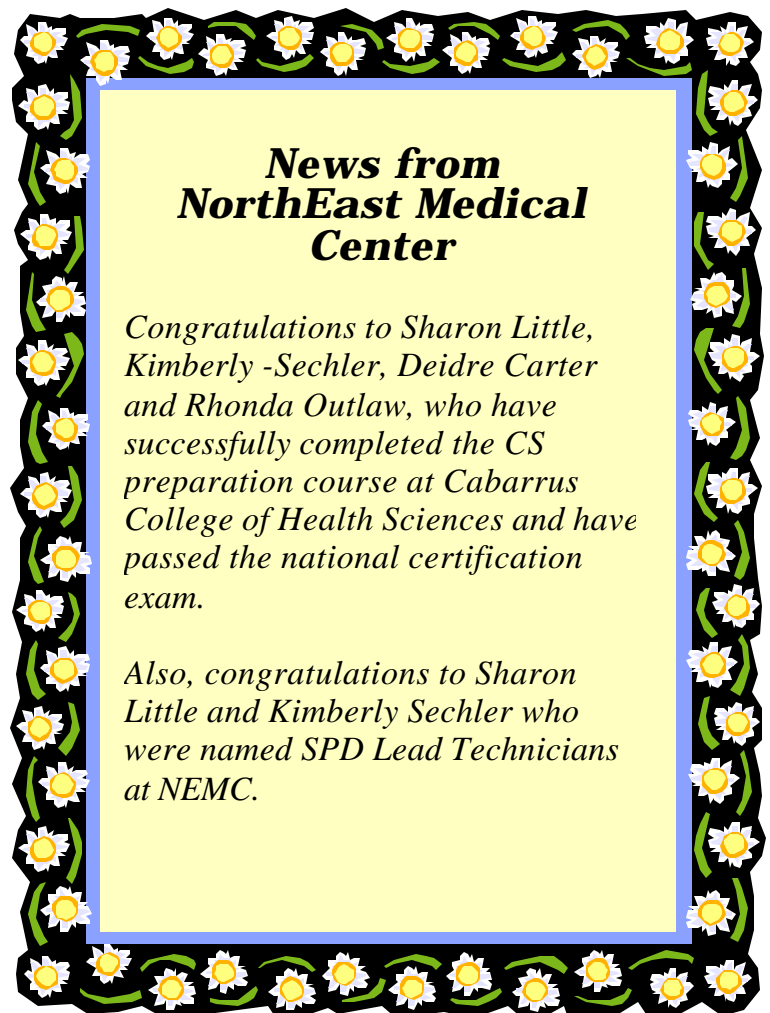 News from
NorthEast Medical
Center
Congratulations to Sharon Little,
Kimberly -Sechler, Deidre Carter
and Rhonda Outlaw, who have
successfully completed the CS
preparation course at Cabarrus
College of Health Sciences and have
passed the national certification
exam.
Also, congratulations to Sharon
Little and Kimberly Sechler who
were named SPD Lead Technicians
at NEMC.